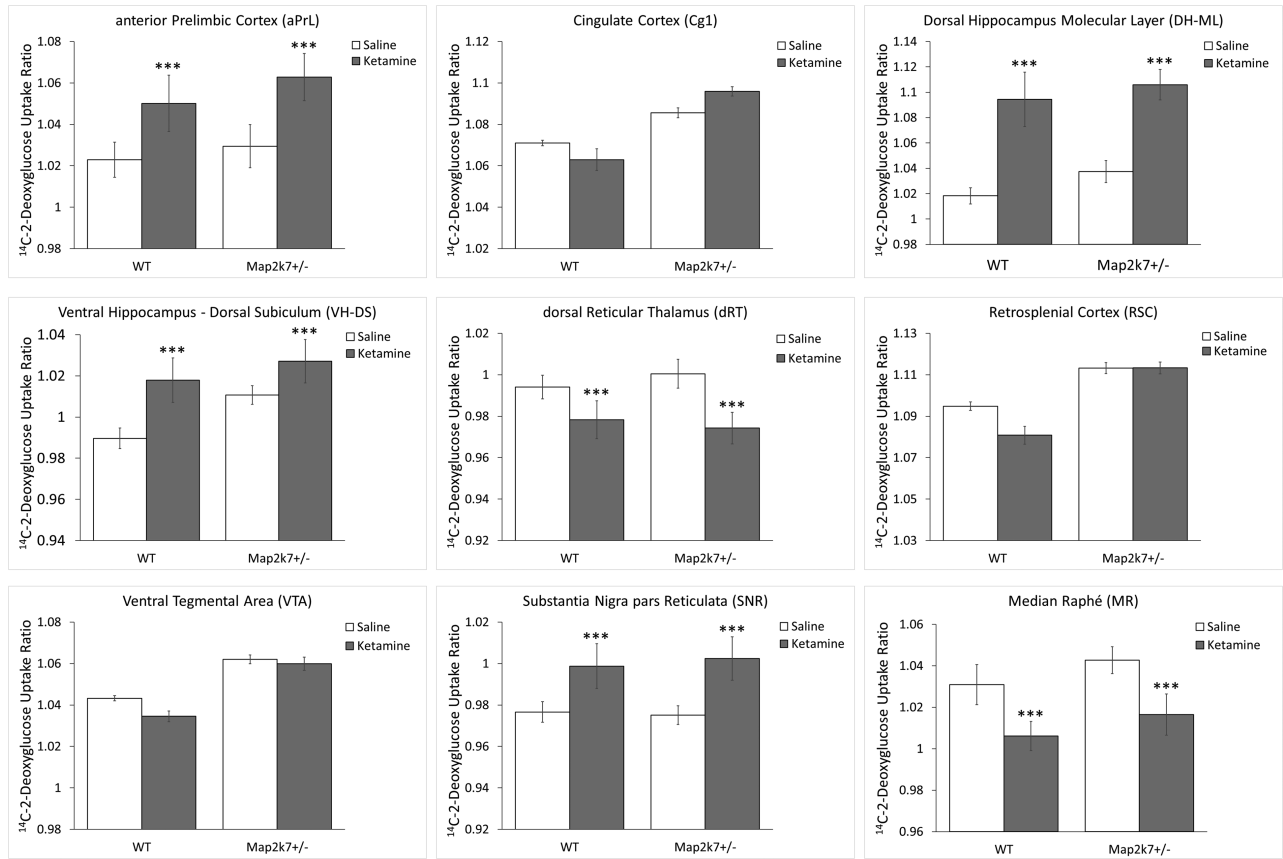 anterior Prelimbic Cortex (aPrL)
¹⁴C-2-Deoxyglucose Uptake Ratio
1.08
1.06
1.04
1.02
1
0.98
***
***
Saline
Ketamine
WT
Map2k7+/-
Cingulate Cortex (Cg1)
¹⁴C-2-Deoxyglucose Uptake Ratio
1.12
1.1
1.08
1.06
1.04
1.02
Saline
Ketamine
WT
Map2k7+/-
Dorsal Hippocampus Molecular Layer (DH-ML)
¹⁴C-2-Deoxyglucose Uptake Ratio
1.14
1.12
1.1
1.08
1.06
1.04
1.02
1
0.98
***
***
Saline
Ketamine
WT
Map2k7+/-
Ventral Hippocampus - Dorsal Subiculum (VH-DS)
¹⁴C-2-Deoxyglucose Uptake Ratio
1.04
1.02
1
0.98
0.96
0.94
***
***
Saline
Ketamine
WT
Map2k7+/-
dorsal Reticular Thalamus (dRT)
¹⁴C-2-Deoxyglucose Uptake Ratio
1.02
1
0.98
0.96
0.94
0.92
***
***
Saline
Ketamine
WT
Map2k7+/-
Retrosplenial Cortex (RSC)
¹⁴C-2-Deoxyglucose Uptake Ratio
1.13
1.11
1.09
1.07
1.05
1.03
Saline
Ketamine
WT
Map2k7+/-
Ventral Tegmental Area (VTA)
¹⁴C-2-Deoxyglucose Uptake Ratio
1.08
1.06
1.04
1.02
1
0.98
Saline
Ketamine
WT
Map2k7+/-
Substantia Nigra pars Reticulata (SNR)
¹⁴C-2-Deoxyglucose Uptake Ratio
1.02
1
0.98
0.96
0.94
0.92
***
***
Saline
Ketamine
WT
Map2k7+/-
Median Raphé (MR)
¹⁴C-2-Deoxyglucose Uptake Ratio
1.06
1.04
1.02
1
0.98
0.96
***
***
Saline
Ketamine
WT
Map2k7+/-